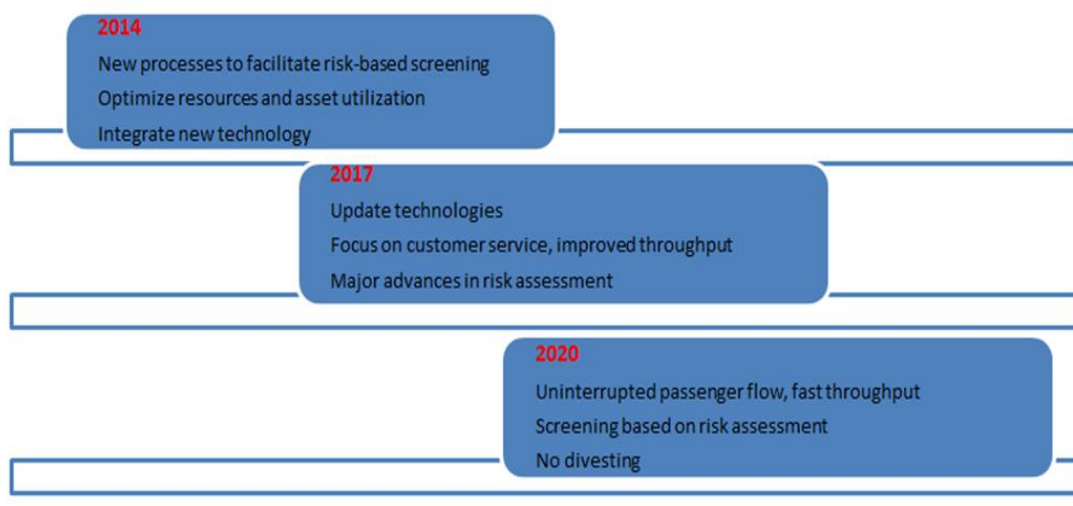 2014
New processes to facilitate risk-based screening
Optimize resources and asset utilization
Integrate new technology
2017
Update technologies
Focus on customer service, improved throughput
Major advances in risk assessment
2020
Uninterrupted passenger flow, fast throughput
Screening based on risk assessment
No divesting